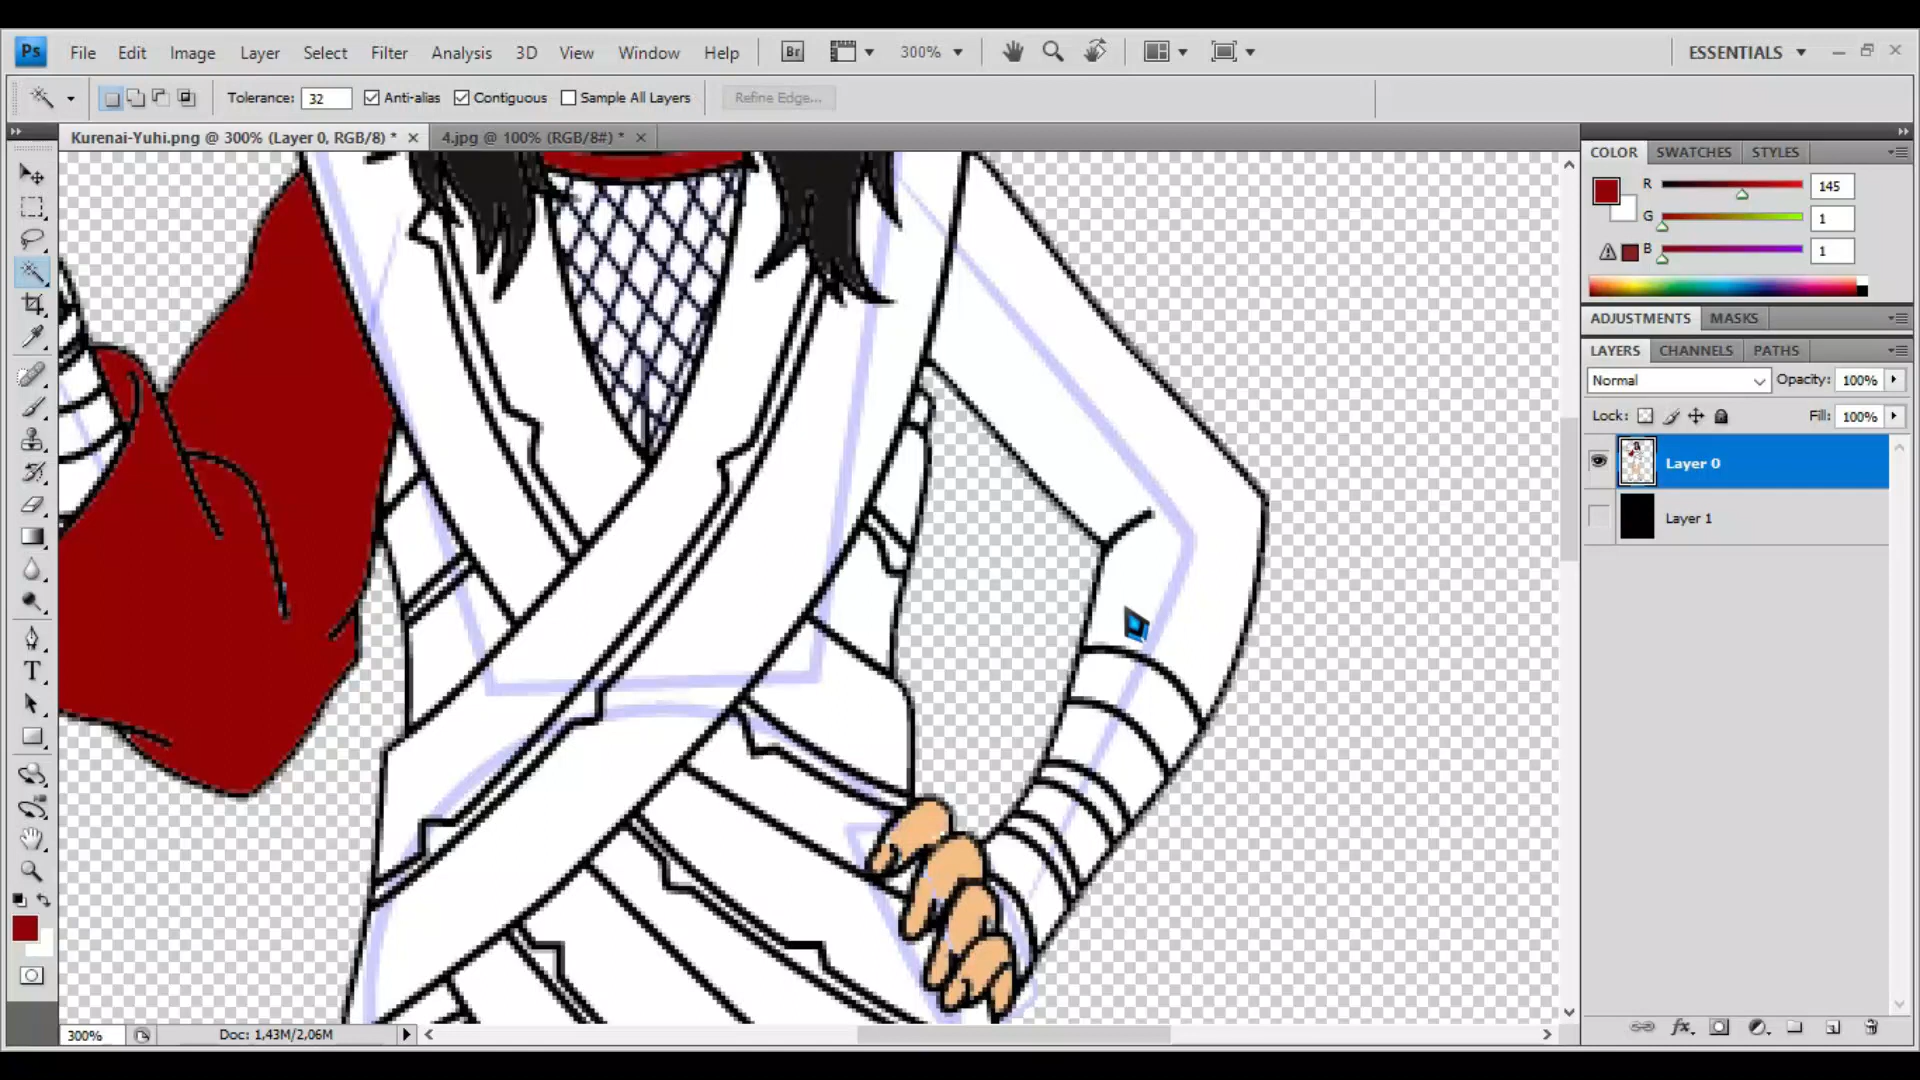 Ps File Edit Image Layer Select Filter Analysis 3D View Window Help Br 300% ESSENTIALS
Tolerance: 32 Anti-alias Contiguous Sample All Layers Refine Edge...
Kurenai-Yuhi.png @ 300% (Layer 0, RGB/8) * 4.jpg @ 100% (RGB/8#) *
COLOR SWATCHES STYLES
R 145
G 1
B 1
ADJUSTMENTS MASKS
LAYERS CHANNELS PATHS
Normal Opacity: 100%
Lock: Fill: 100%
Layer 0
Layer 1
T
300% Doc: 1,43M/2,06M
fx